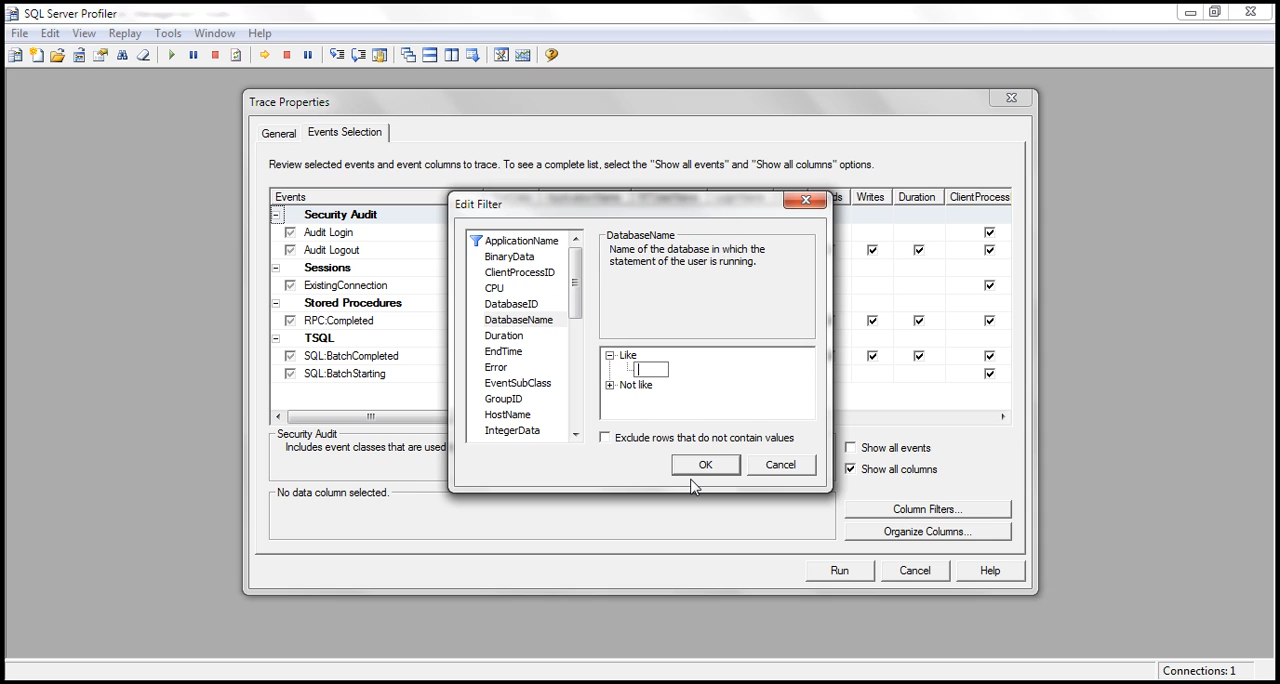 SQL Server Profiler
File Edit View Replay Tools Window Help
Trace Properties
General Events Selection
Review selected events and event columns to trace. To see a complete list, select the "Show all events" and "Show all columns" options.
Events Writes Duration ClientProcess
Security Audit
Audit Login
Audit Logout
Sessions
ExistingConnection
Stored Procedures
RPC:Completed
TSQL
SQL:BatchCompleted
SQL:BatchStarting
Security Audit
Includes event classes that are used
No data column selected.
Edit Filter
ApplicationName
BinaryData
ClientProcessID
CPU
DatabaseID
DatabaseName
Duration
EndTime
Error
EventSubClass
GroupID
HostName
IntegerData
DatabaseName
Name of the database in which the
statement of the user is running.
Like
Not like
Exclude rows that do not contain values
OK Cancel
Show all events
Show all columns
Column Filters...
Organize Columns...
Run Cancel Help
Connections: 1